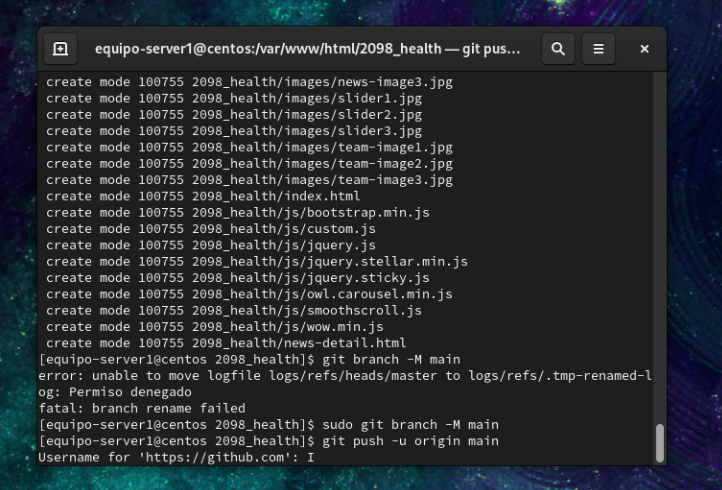 equipo-server1@centos:/var/www/html/2098_health — git pus...
create mode 100755 2098_health/images/news-image3.jpg
create mode 100755 2098_health/images/slider1.jpg
create mode 100755 2098_health/images/slider2.jpg
create mode 100755 2098_health/images/slider3.jpg
create mode 100755 2098_health/images/team-image1.jpg
create mode 100755 2098_health/images/team-image2.jpg
create mode 100755 2098_health/images/team-image3.jpg
create mode 100755 2098_health/index.html
create mode 100755 2098_health/js/bootstrap.min.js
create mode 100755 2098_health/js/custom.js
create mode 100755 2098_health/js/jquery.js
create mode 100755 2098_health/js/jquery.stellar.min.js
create mode 100755 2098_health/js/jquery.sticky.js
create mode 100755 2098_health/js/owl.carousel.min.js
create mode 100755 2098_health/js/smoothscroll.js
create mode 100755 2098_health/js/wow.min.js
create mode 100755 2098_health/news-detail.html
[equipo-server1@centos 2098_health]$ git branch -M main
error: unable to move logfile logs/refs/heads/master to logs/refs/.tmp-renamed-l
og: Permiso denegado
fatal: branch rename failed
[equipo-server1@centos 2098_health]$ sudo git branch -M main
[equipo-server1@centos 2098_health]$ git push -u origin main
Username for 'https://github.com':